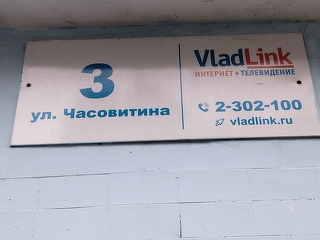 3
ул. Часовитина
VladLink
ИНТЕРНЕТ + ТЕЛЕВИДЕНИЕ
2-302-100
vladlink.ru